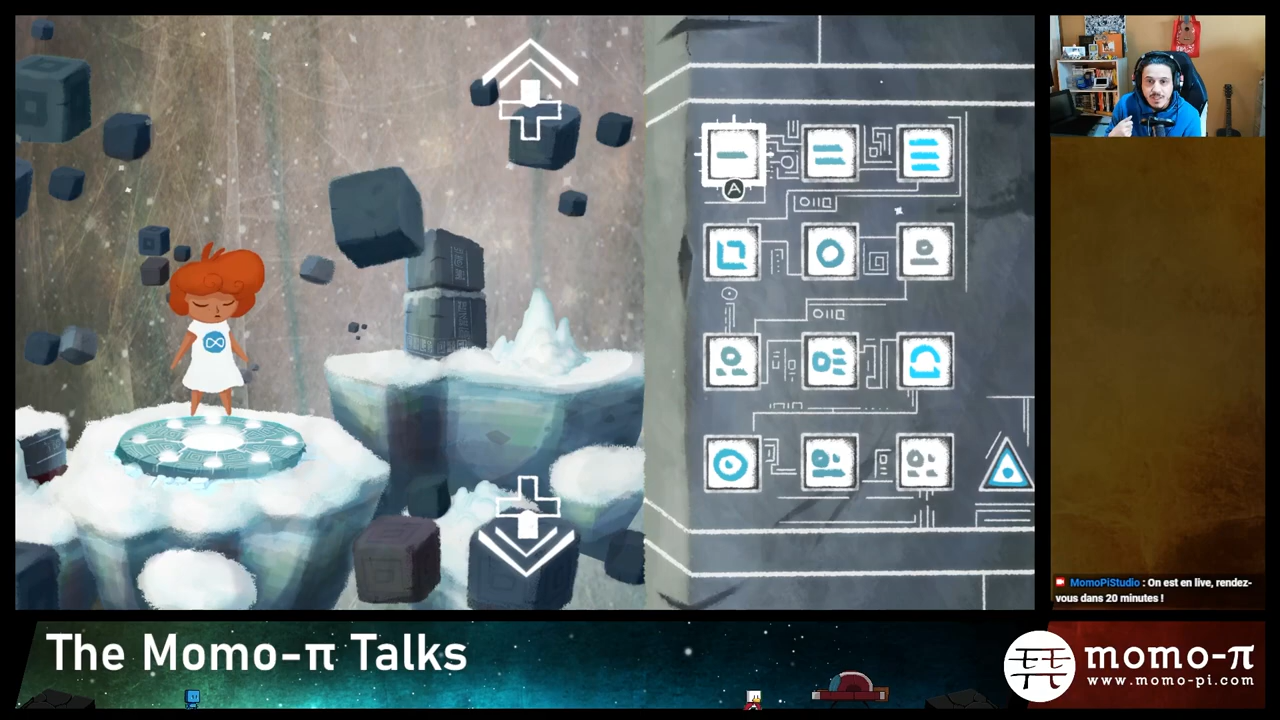 A
MomoPiStudio : On est en live, rendez-
vous dans 20 minutes !
The Momo-π Talks
momo-π
www.momo-pi.com